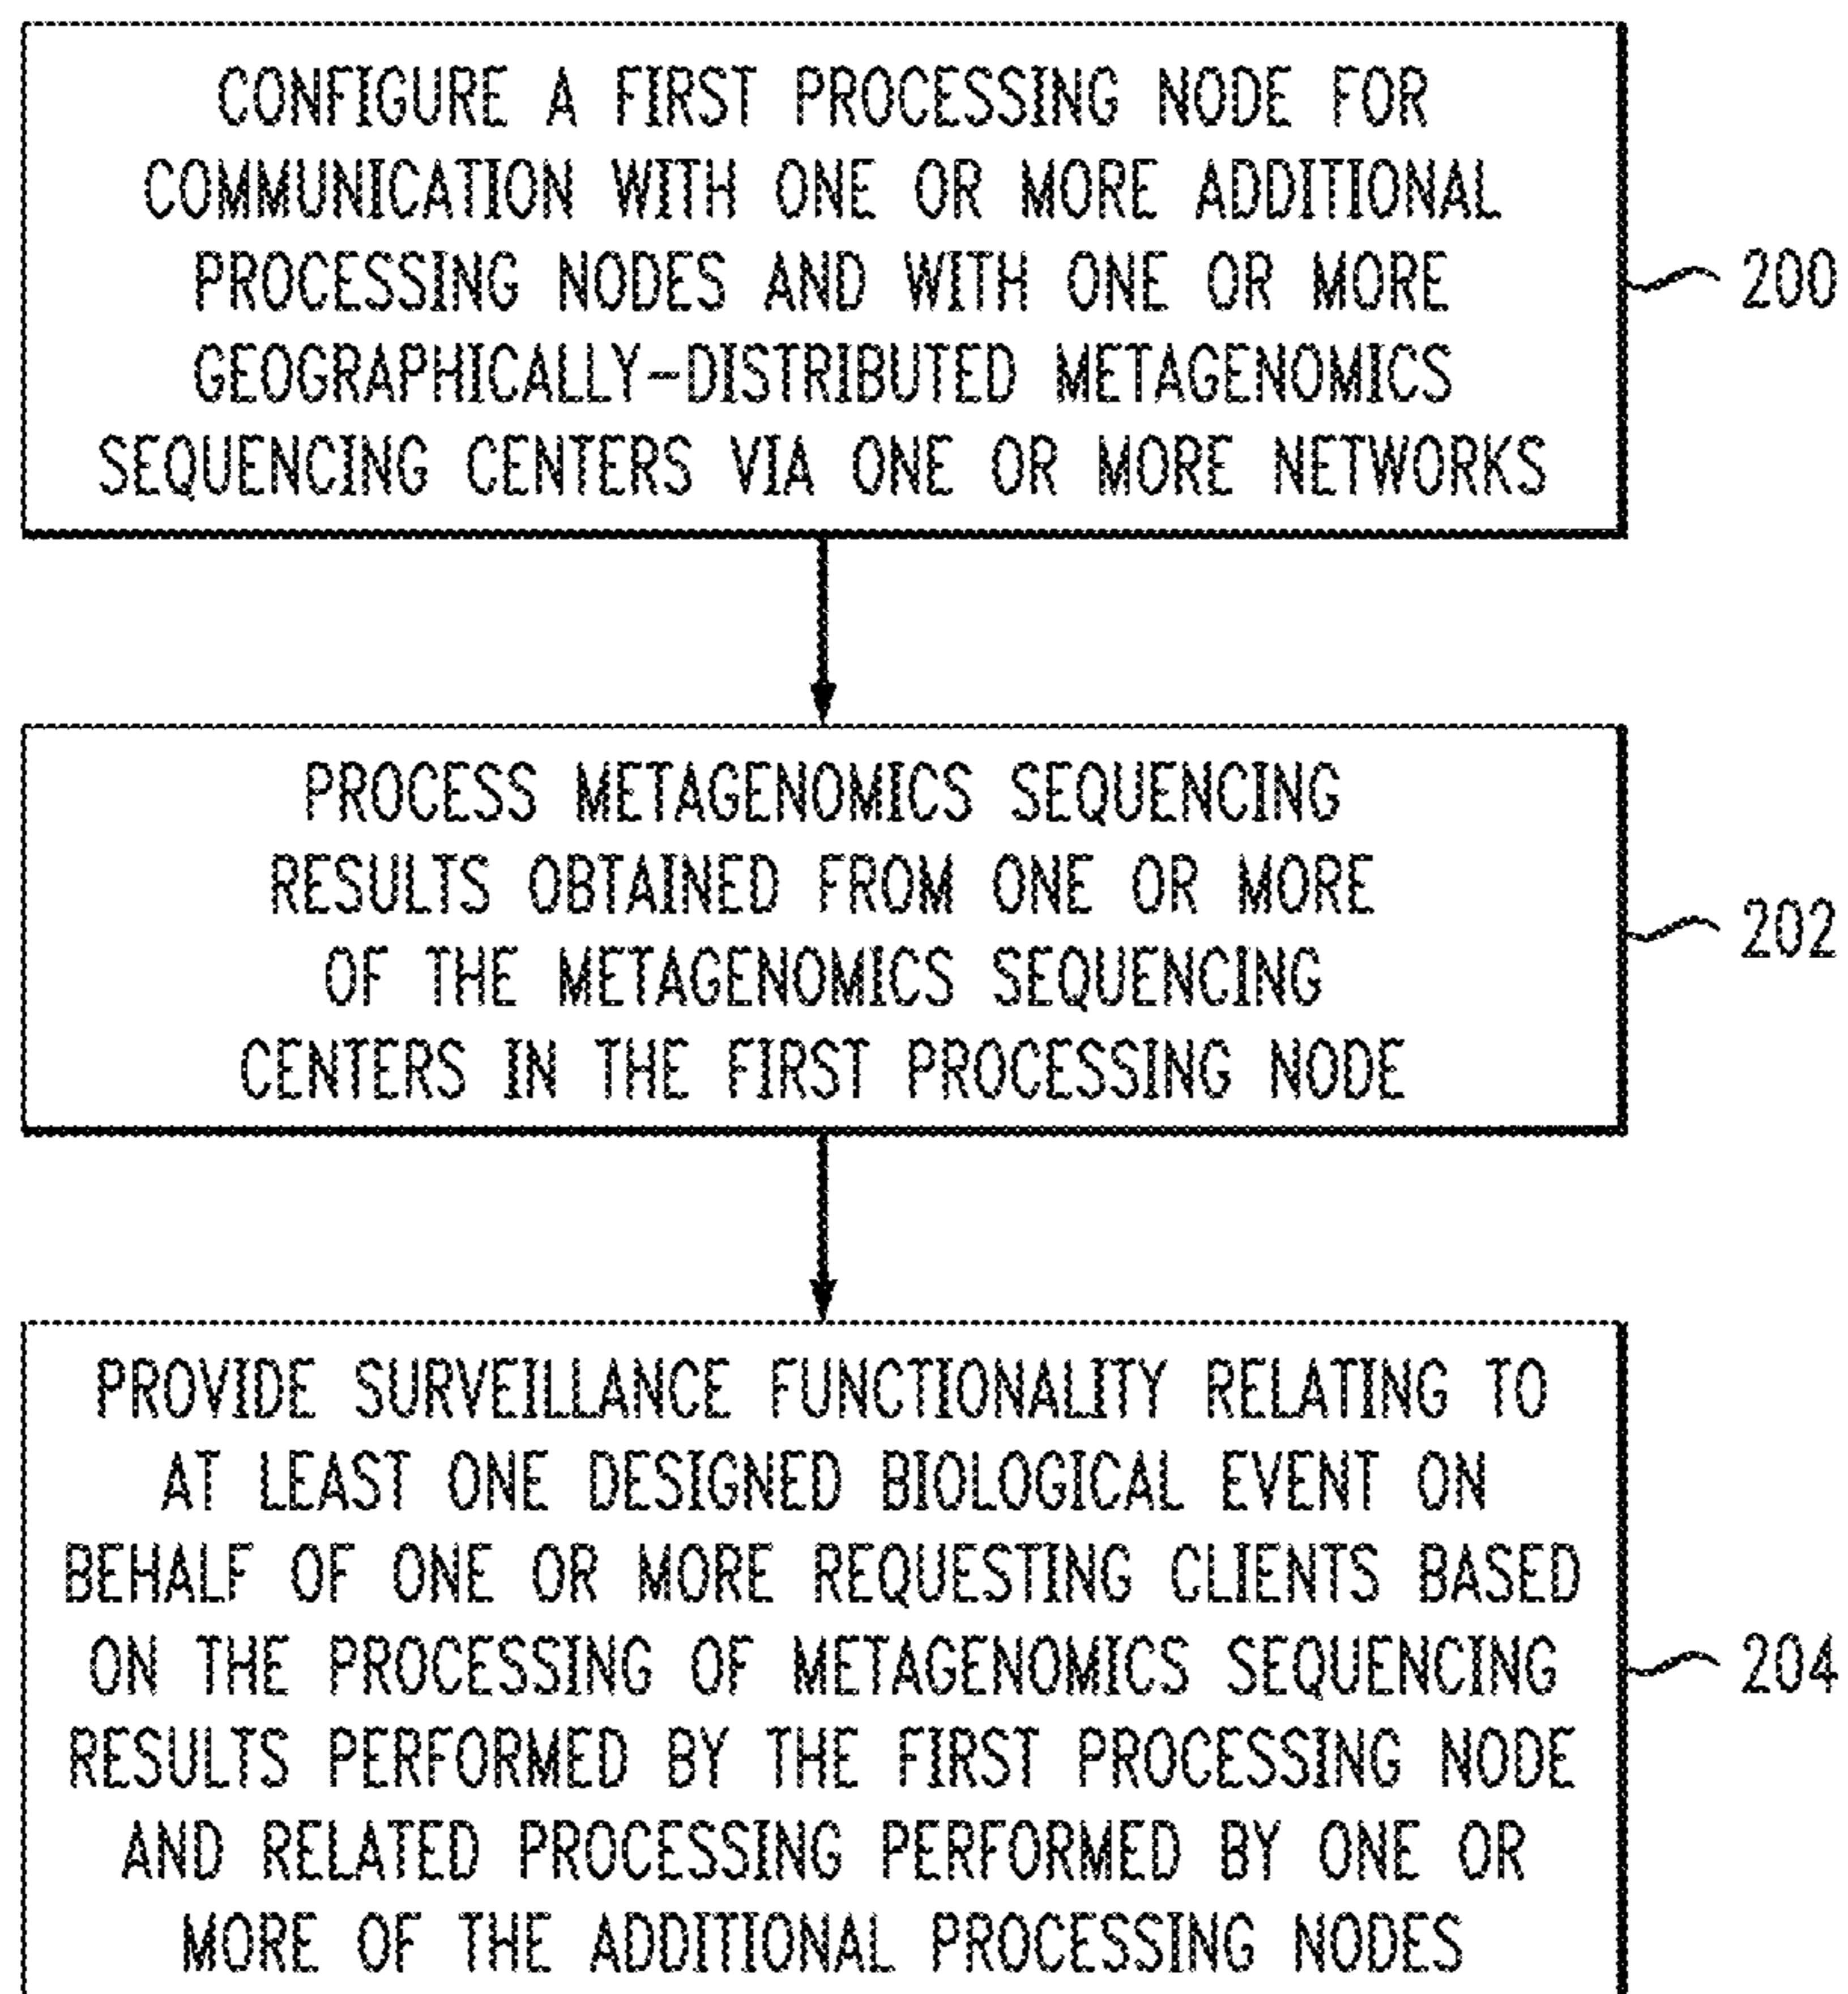 CONFIGURE A FIRST PROCESSING NODE FOR
COMMUNICATION WITH ONE OR MORE ADDITIONAL
PROCESSING NODES AND WITH ONE OR MORE
GEOGRAPHICALLY-DISTRIBUTED METAGENOMICS
SEQUENCING CENTERS VIA ONE OR MORE NETWORKS
200
PROCESS METAGENOMICS SEQUENCING
RESULTS OBTAINED FROM ONE OR MORE
OF THE METAGENOMICS SEQUENCING
CENTERS IN THE FIRST PROCESSING NODE
202
PROVIDE SURVEILLANCE FUNCTIONALITY RELATING TO
AT LEAST ONE DESIGNED BIOLOGICAL EVENT ON
BEHALF OF ONE OR MORE REQUESTING CLIENTS BASED
ON THE PROCESSING OF METAGENOMICS SEQUENCING
RESULTS PERFORMED BY THE FIRST PROCESSING NODE
AND RELATED PROCESSING PERFORMED BY ONE OR
MORE OF THE ADDITIONAL PROCESSING NODES
204